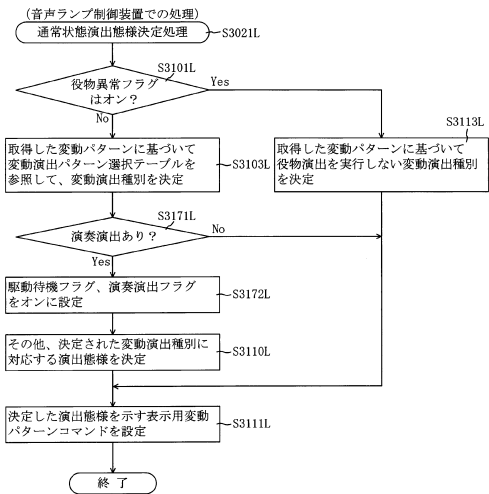 (音声ランプ制御装置での処理)
通常状態演出態様決定処理
S3021L
S3101L
役物異常フラグ
はオン?
Yes
No
S3113L
取得した変動パターンに基づいて
変動演出パターン選択テーブルを
参照して、変動演出種別を決定
S3103L
取得した変動パターンに基づいて
役物演出を実行しない変動演出種別
を決定
S3171L
演奏演出あり?
No
Yes
駆動待機フラグ、演奏演出フラグ
をオンに設定
S3172L
その他、決定された変動演出種別に
対応する演出態様を決定
S3110L
決定した演出態様を示す表示用変動
パターンコマンドを設定
S3111L
終了